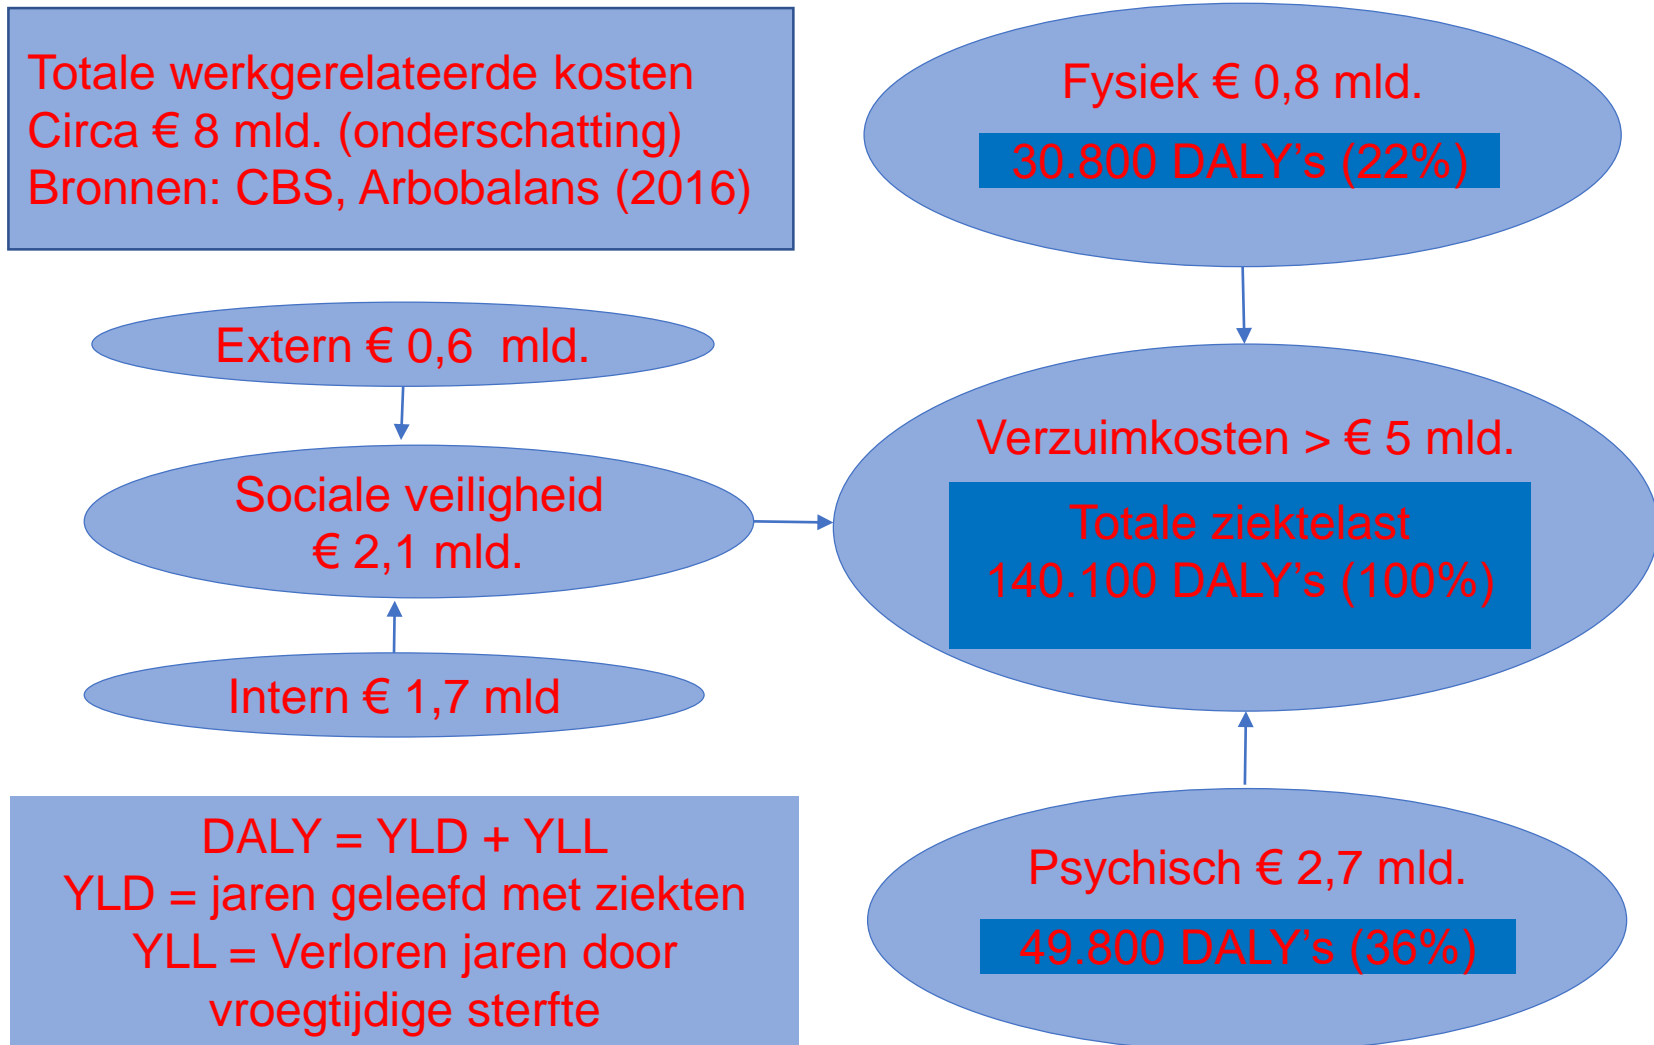 Totale werkgerelateerde kosten
Circa € 8 mld. (onderschatting)
Bronnen: CBS, Arbobalans (2016)
Fysiek € 0,8 mld.
30.800 DALY’s (22%)
Extern € 0,6 mld.
Sociale veiligheid
€ 2,1 mld.
Intern € 1,7 mld
Verzuimkosten > € 5 mld.
Totale ziektelast
140.100 DALY’s (100%)
DALY = YLD + YLL
YLD = jaren geleefd met ziekten
YLL = Verloren jaren door
vroegtijdige sterfte
Psychisch € 2,7 mld.
49.800 DALY’s (36%)